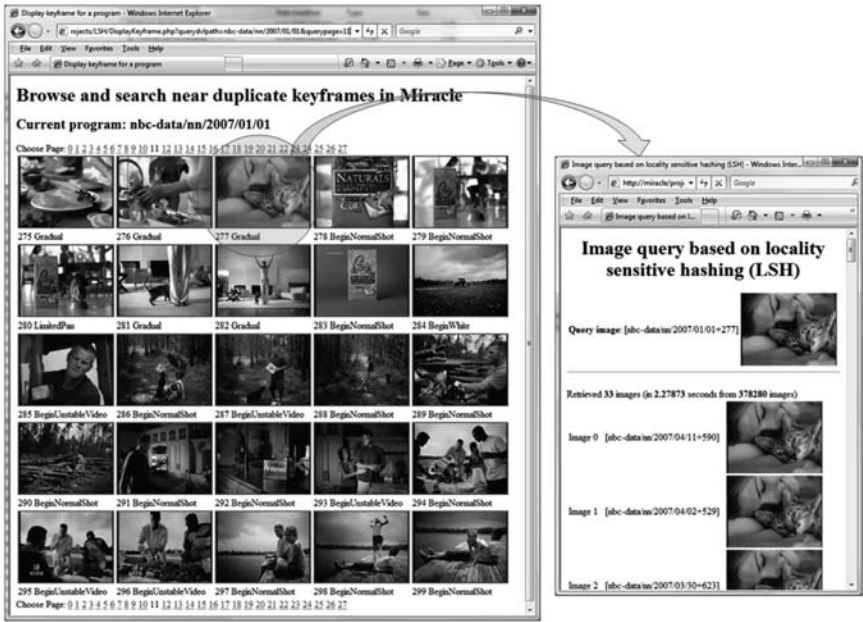 Display keyframe for a program - Windows Internet Explorer
rojects/LSH/DisplayKeyframe.php?querydvlpath=nbc-data/nn/2007/01/01&querypage=11
Google
File Edit View Favorites Tools Help
Display keyframe for a program
Page Tools
Browse and search near duplicate keyframes in Miracle
Current program: nbc-data/nn/2007/01/01
Choose Page: 0 1 2 3 4 5 6 7 8 9 10 11 12 13 14 15 16 17 18 19 20 21 22 23 24 25 26 27
NATURALS
275 Gradual
276 Gradual
277 Gradual
278 BeginNormalShot
279 BeginNormalShot
280 LimitedPan
281 Gradual
282 Gradual
283 BeginNormalShot
284 BeginWhite
285 BeginUnstableVideo
286 BeginNormalShot
287 BeginUnstableVideo
288 BeginNormalShot
289 BeginNormalShot
290 BeginNormalShot
291 BeginNormalShot
292 BeginNormalShot
293 BeginUnstableVideo
294 BeginNormalShot
295 BeginUnstableVideo
296 BeginNormalShot
297 BeginNormalShot
298 BeginNormalShot
299 BeginNormalShot
Choose Page: 0 1 2 3 4 5 6 7 8 9 10 11 12 13 14 15 16 17 18 19 20 21 22 23 24 25 26 27
Image query based on locality sensitive hashing (LSH) - Windows Inter...
http://miracle/proj
Google
File Edit View Favorites Tools Help
Image query based on l...
Image query based on locality
sensitive hashing (LSH)
Query image: [nbc-data/nn/2007/01/01+277]
Retrieved 33 images (in 2.27873 seconds from 378280 images)
Image 0 [nbc-data/nn/2007/04/11+590]
Image 1 [nbc-data/nn/2007/04/02+529]
Image 2 [nbc-data/nn/2007/03/30+623]